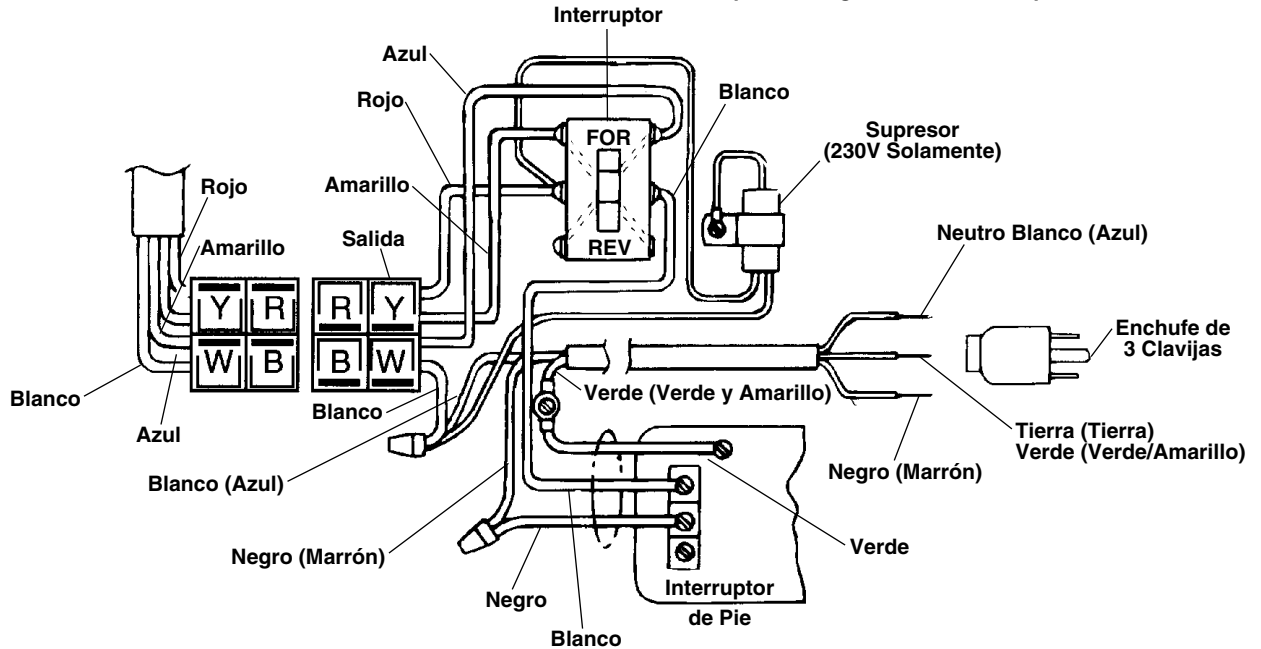 Interruptor
Azul
Rojo
Blanco
FOR
REV
Supresor
(230V Solamente)
Amarillo
Salida
Rojo
Amarillo
Y
R
W
B
R
Y
B
W
Blanco
Azul
Blanco
Blanco (Azul)
Negro (Marrón)
Verde (Verde y Amarillo)
Neutro Blanco (Azul)
Enchufe de
3 Clavijas
Tierra (Tierra)
Verde (Verde/Amarillo)
Negro (Marrón)
Verde
Interruptor
de Pie
Negro
Blanco